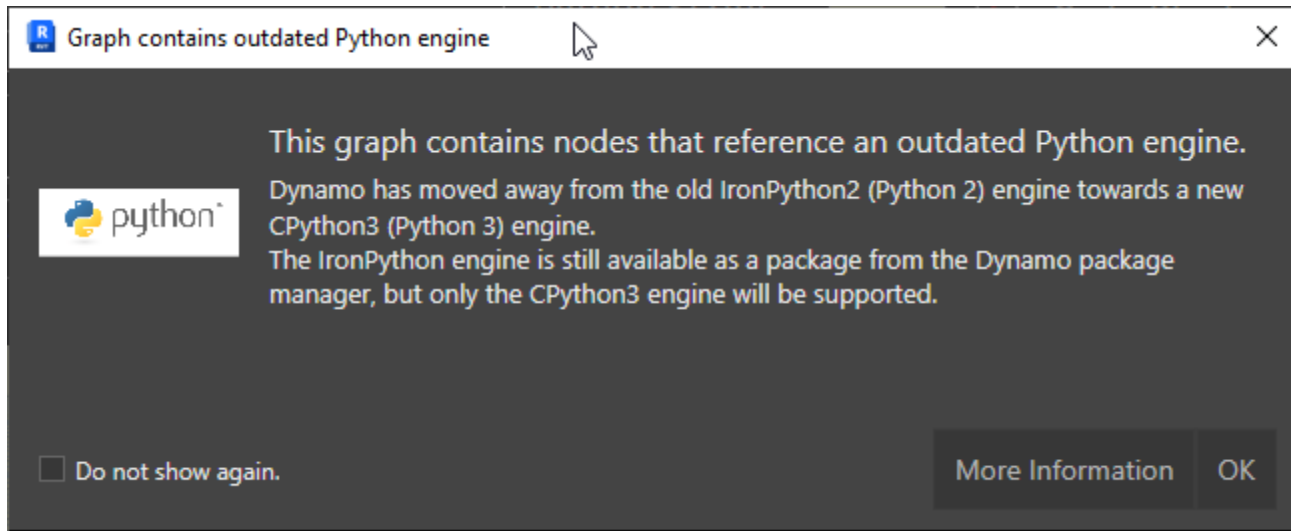 Graph contains outdated Python engine
This graph contains nodes that reference an outdated Python engine.
Dynamo has moved away from the old IronPython2 (Python 2) engine towards a new
CPython3 (Python 3) engine.
The IronPython engine is still available as a package from the Dynamo package
manager, but only the CPython3 engine will be supported.
python
Do not show again.
More Information
OK